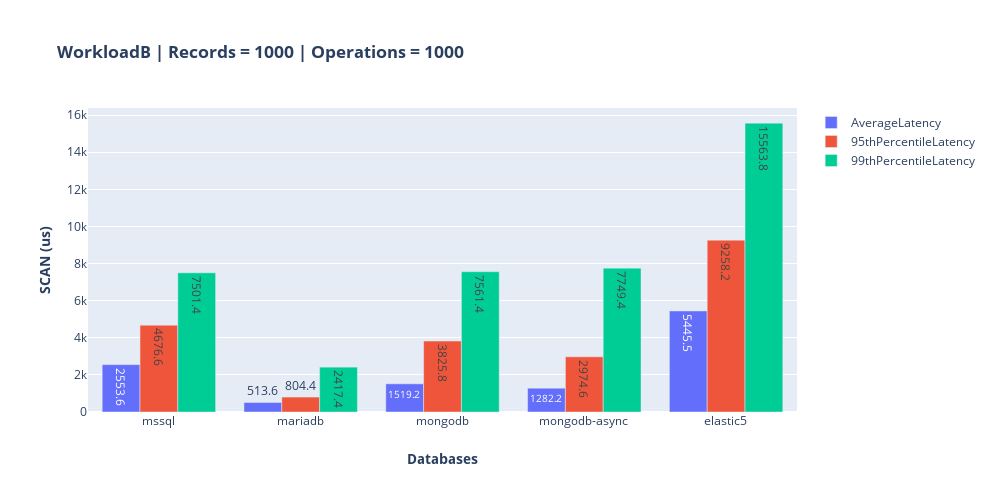 WorkloadB | Records = 1000 | Operations = 1000
16k
14k
12k
10k
8k
6k
4k
2k
0
SCAN (us)
2553.6
4676.6
7501.4
513.6
804.4
2417.4
1519.2
3825.8
7561.4
1282.2
2974.6
7749.4
5445.5
9258.2
15563.8
mssql
mariadb
mongodb
mongodb-async
elastic5
Databases
AverageLatency
95thPercentileLatency
99thPercentileLatency